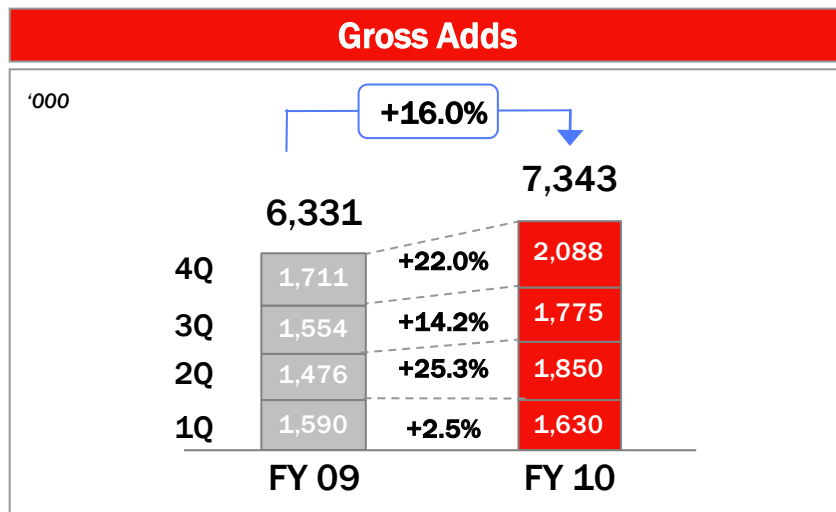 Gross Adds
‘000
+16.0%
7,343
6,331
4Q 1,711 +22.0% 2,088
3Q 1,554 +14.2% 1,775
2Q 1,476 +25.3% 1,850
1Q 1,590 +2.5% 1,630
FY 09 FY 10